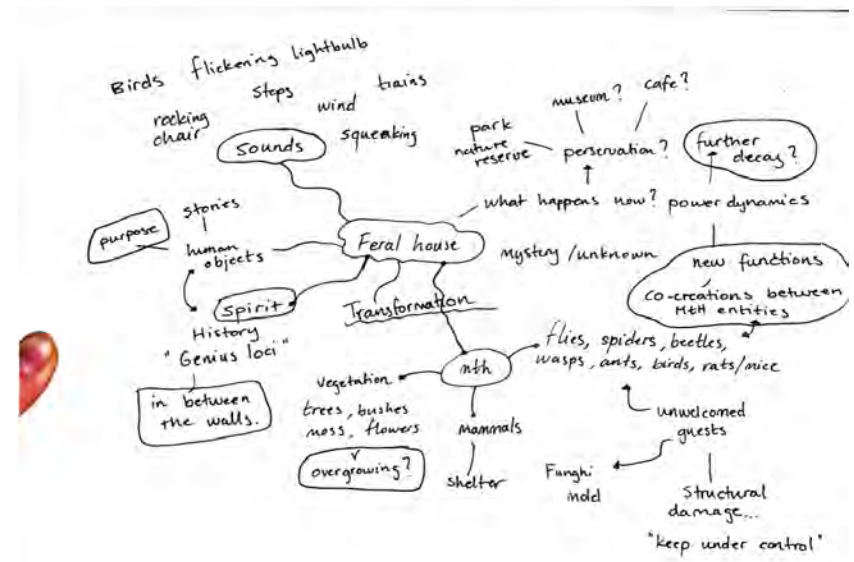 Birds flickering lightbulb
steps
trains
rocking
chair
wind
squeaking
sounds
museum?
cafe?
park
nature
reserve
perservation?
further
decay?
what happens now?
power dynamics
stories
purpose
human
objects
Feral house
mystery/unknown
new functions
co-creations between
MtH entities
spirit
Transformation
History
"Genius loci"
in between
the walls.
nth
flies, spiders, beetles,
wasps, ants, birds, rats/mice
vegetation
trees, bushes
moss, flowers
overgrowing?
mammals
shelter
unwelcomed
guests
Funghi
Structural
damage...
"keep under control"